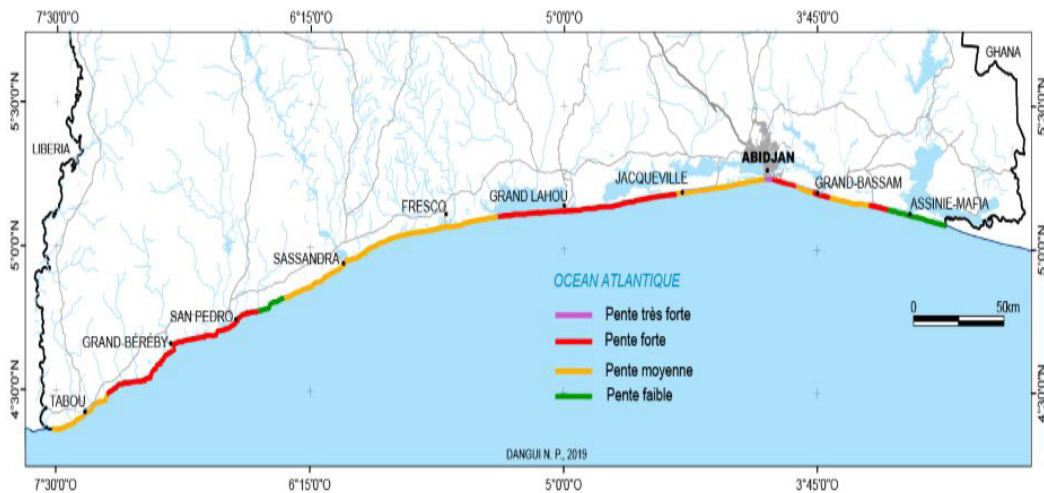 7°30'0"O
6°15'0"O
5°0'0"O
3°45'0"O
GHANA
5°30'0"N
5°30'0"N
LIBERIA
ABIDJAN
JACQUEVILLE
GRAND-BASSAM
GRAND LAHOU
FRESCO
ASSINIE-MAFIA
5°0'0"N
5°0'0"N
SASSANDRA
OCEAN ATLANTIQUE
SAN PEDRO
Pente très forte
0
50km
GRAND BÉRÉBY
Pente forte
Pente moyenne
4°30'0"N
4°30'0"N
TABOU
Pente faible
DANGUI N. P., 2019
7°30'0"O
6°15'0"O
5°0'0"O
3°45'0"O